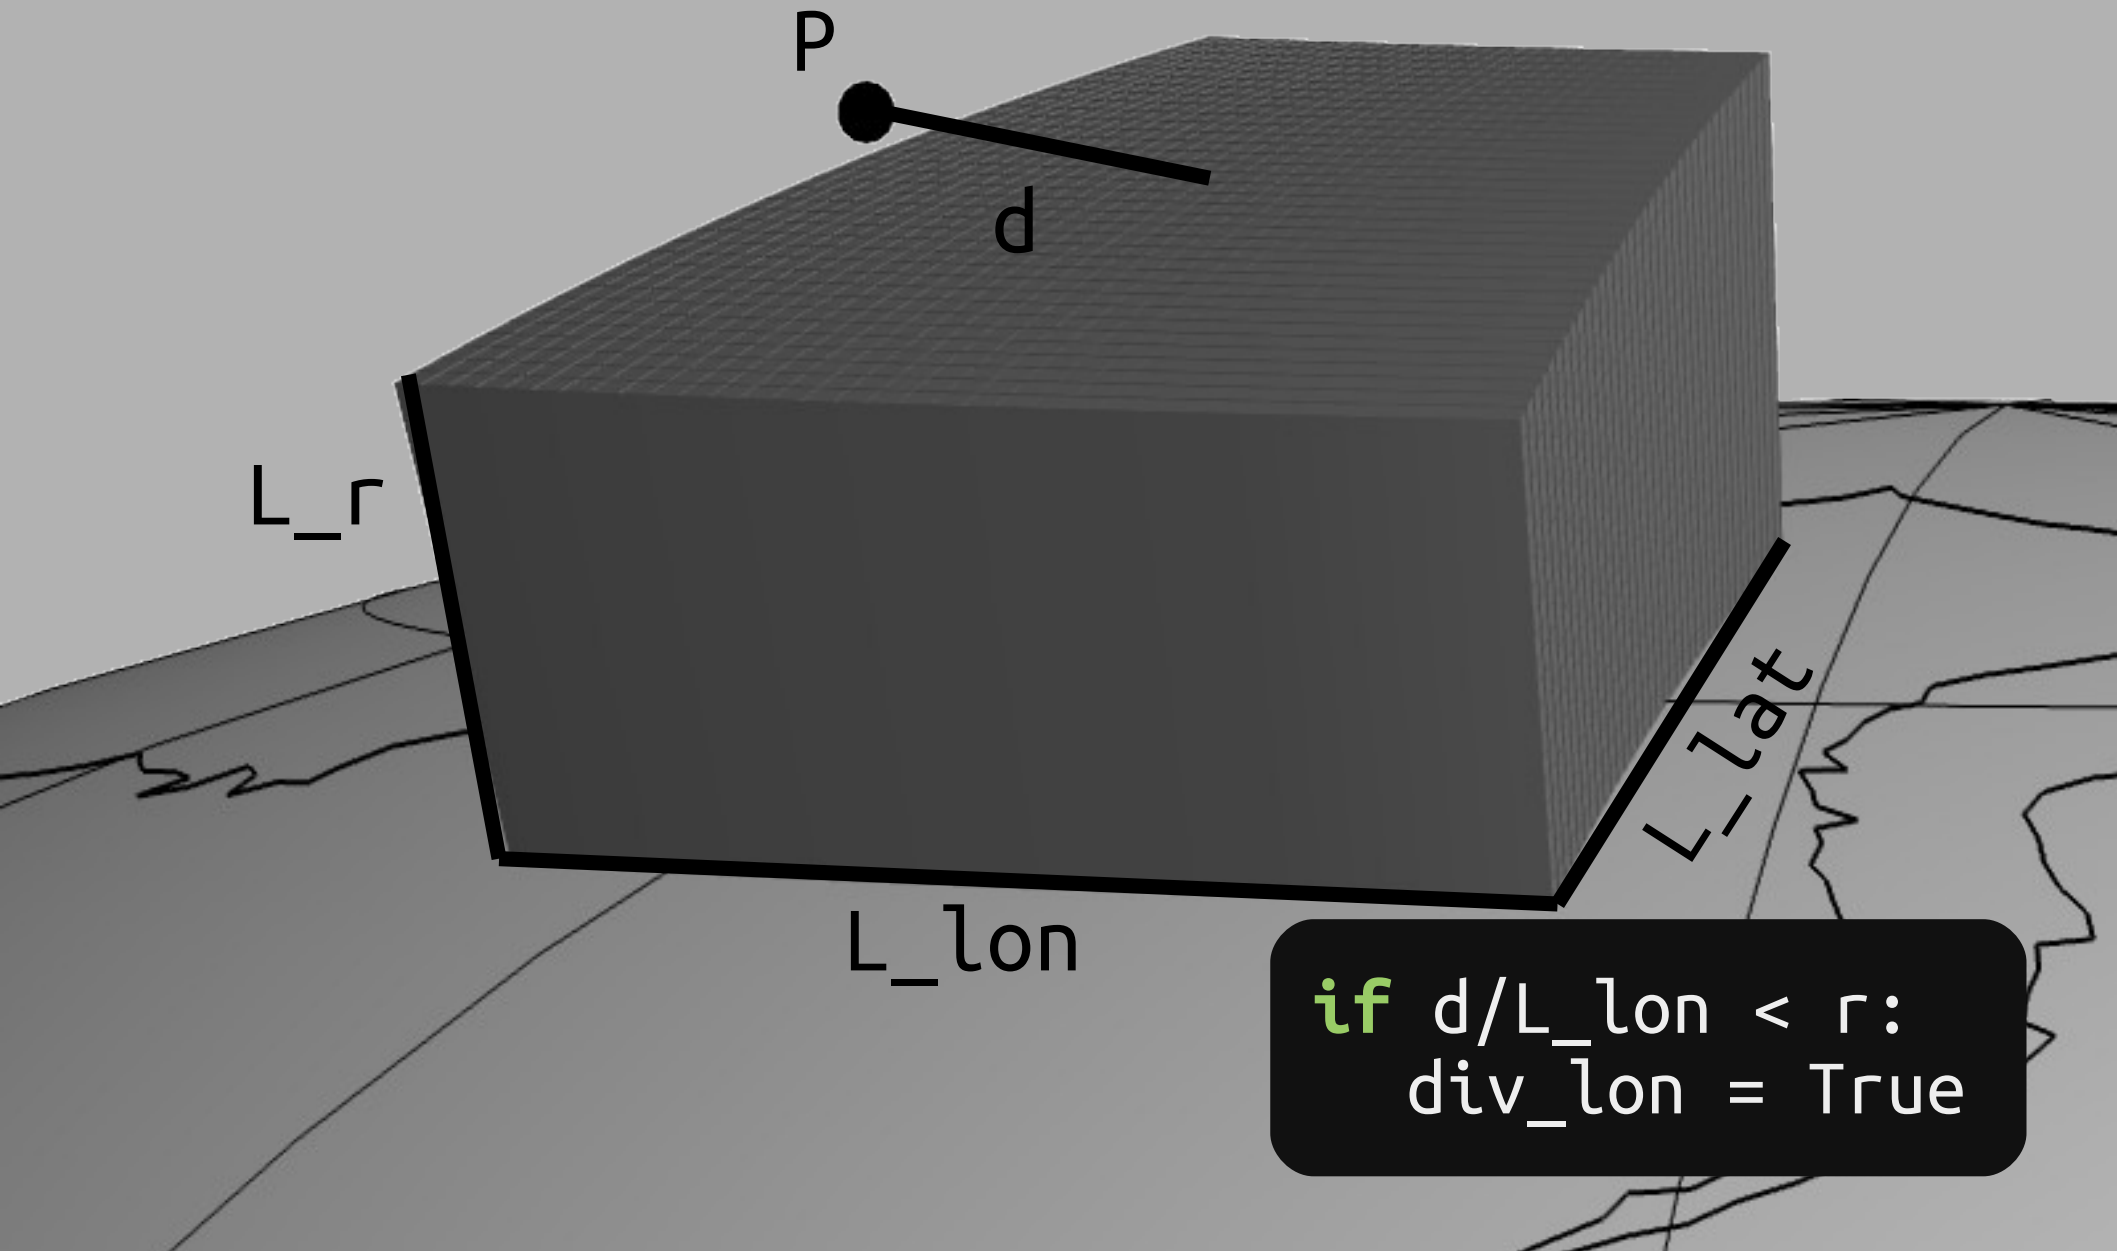 P
d
L_r
L_lat
L_lon
if d/L_lon < r:
div_lon = True